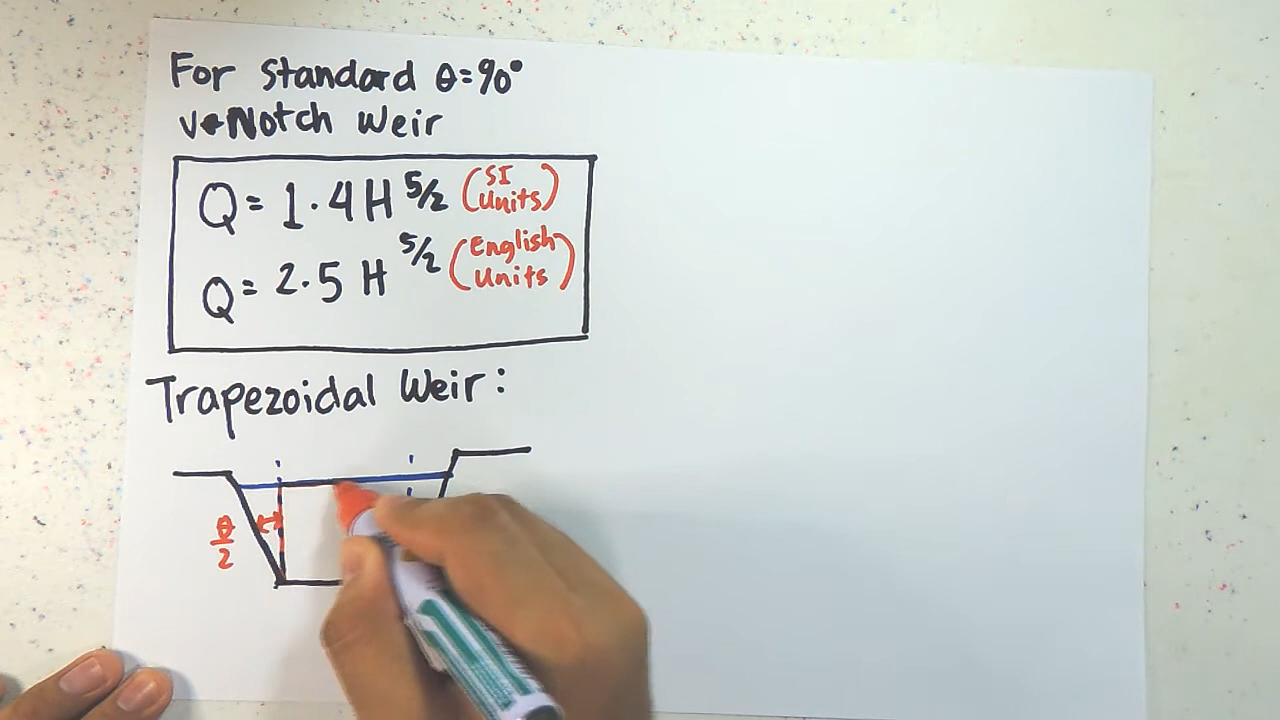 For standard θ=90°
V-Notch Weir
Q = 1.4 H 5/2 (SI Units)
Q = 2.5 H 5/2 (English Units)
Trapezoidal Weir:
θ/2